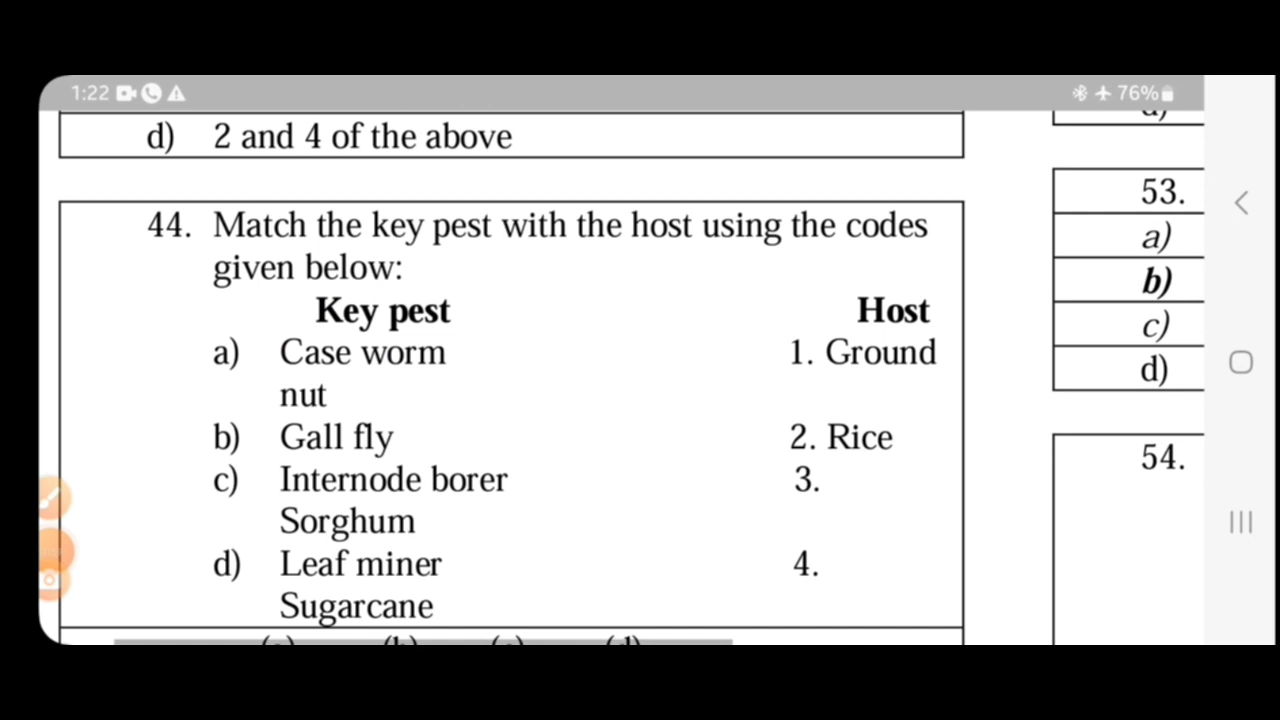 1:22
76%
d) 2 and 4 of the above
44. Match the key pest with the host using the codes
given below:
Key pest Host
a) Case worm 1. Ground
nut
b) Gall fly 2. Rice
c) Internode borer 3.
Sorghum
d) Leaf miner 4.
Sugarcane
53.
a)
b)
c)
d)
54.